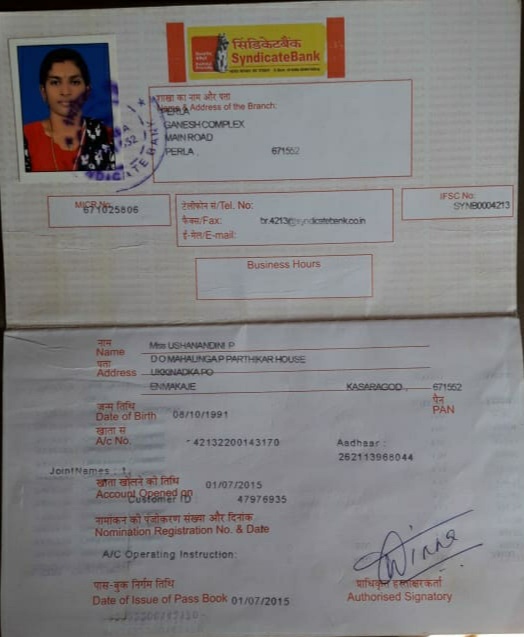 सिंडिकेटबैंक
SyndicateBank
शाखा का नाम और पता
Name & Address of the Branch:
PERLA
GANESH COMPLEX
MAIN ROAD
PERLA , 671552
MICR No.
671025806
टेलीफोन सं/Tel. No:
फैक्स/Fax: br.4213@syndicatebank.co.in
ई-मेल/E-mail:
IFSC No:
SYNB0004213
Business Hours
नाम
Name Miss USHANANDINI P
पता D O MAHALINGA P PARTHIKAR HOUSE
Address UKKINADKA PO
ENMAKAJE KASARAGOD , 671552
पैन
PAN
जन्म तिथि
Date of Birth 08/10/1991
खाता सं
A/c No. 42132200143170 Aadhaar :
262113968044
JointNames : 1.
खाता खोलने की तिथि 01/07/2015
Account Opened on
Customer ID : 47976935
नामांकन को पंजीकरण संख्या और दिनांक
Nomination Registration No. & Date
A/C Operating Instruction:
पास-बुक निर्गम तिथि
Date of Issue of Pass Book 01/07/2015
प्राधिकृत हस्ताक्षरकर्ता
Authorised Signatory